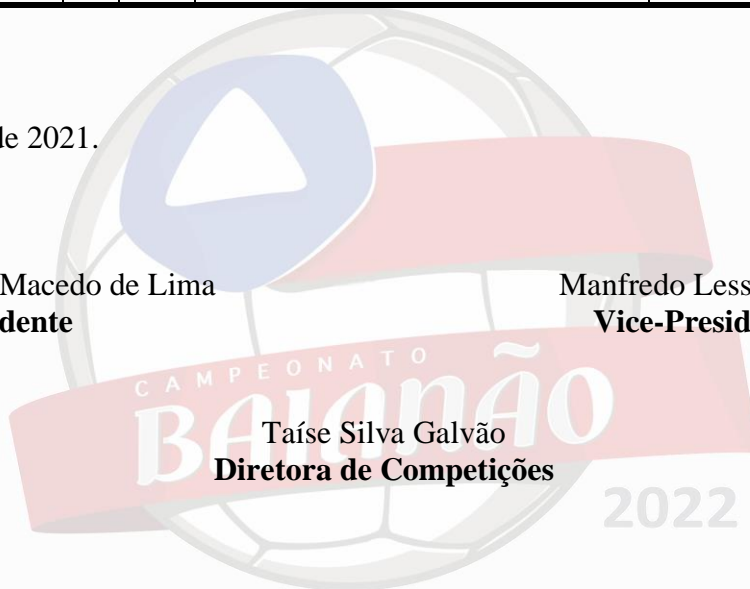 de 2021.
Macedo de Lima
dente
Manfredo Less
Vice-Presid
CAMPEONATO
BAIANÃO
Taíse Silva Galvão
Diretora de Competições
2022